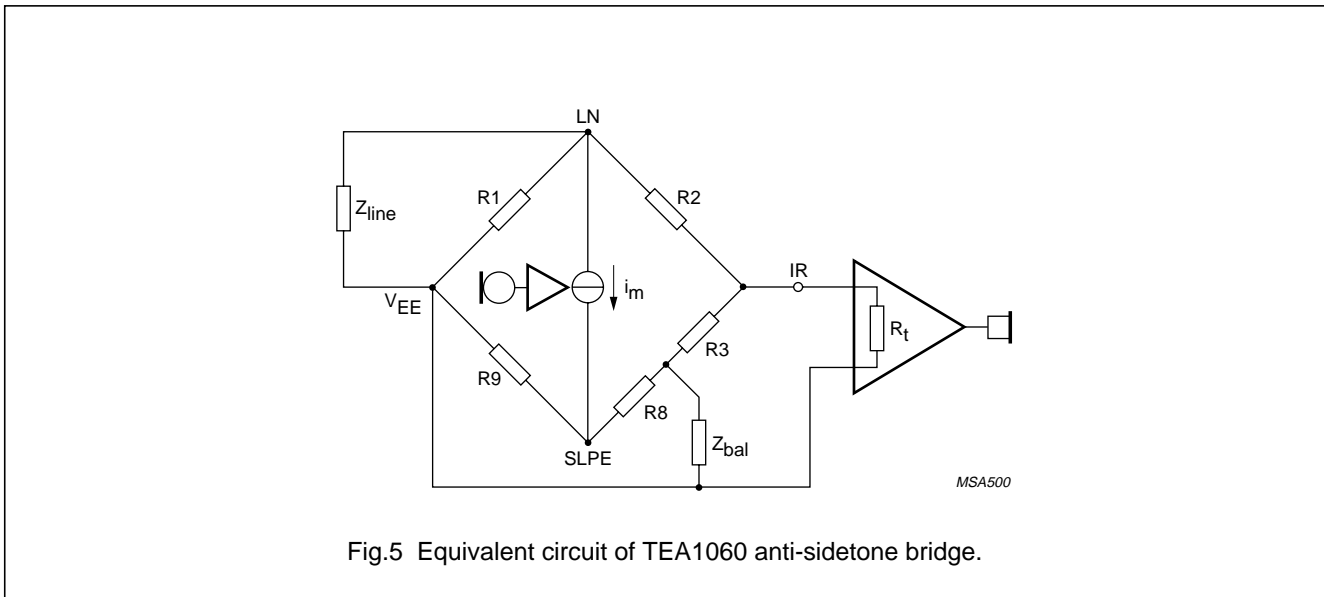 LN
R1
R2
Zline
IR
VEE
im
Rt
R3
R9
R8
Zbal
SLPE
MSA500
Fig.5 Equivalent circuit of TEA1060 anti-sidetone bridge.